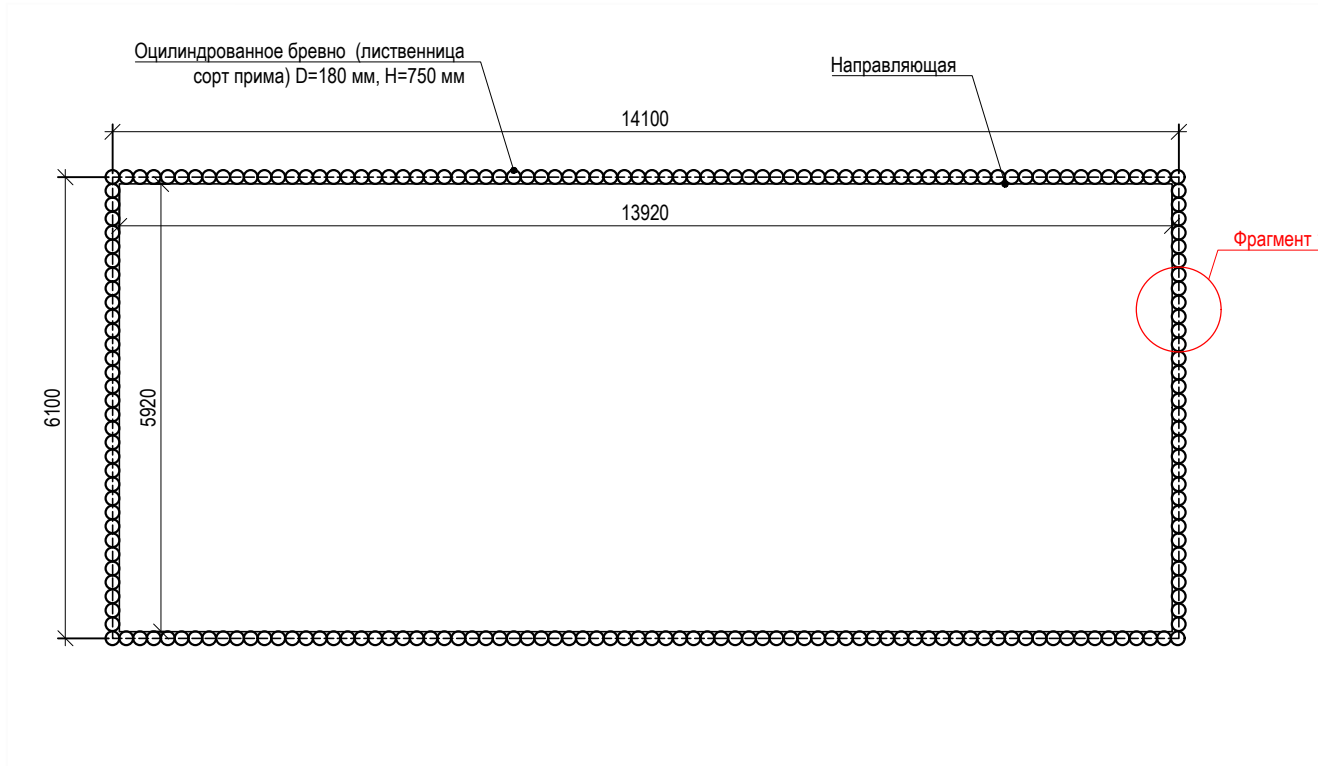 Оцилиндрованное бревно (лиственница
сорт прима) D=180 мм, H=750 мм
Направляющая
14100
13920
Фрагмент
6100
5920